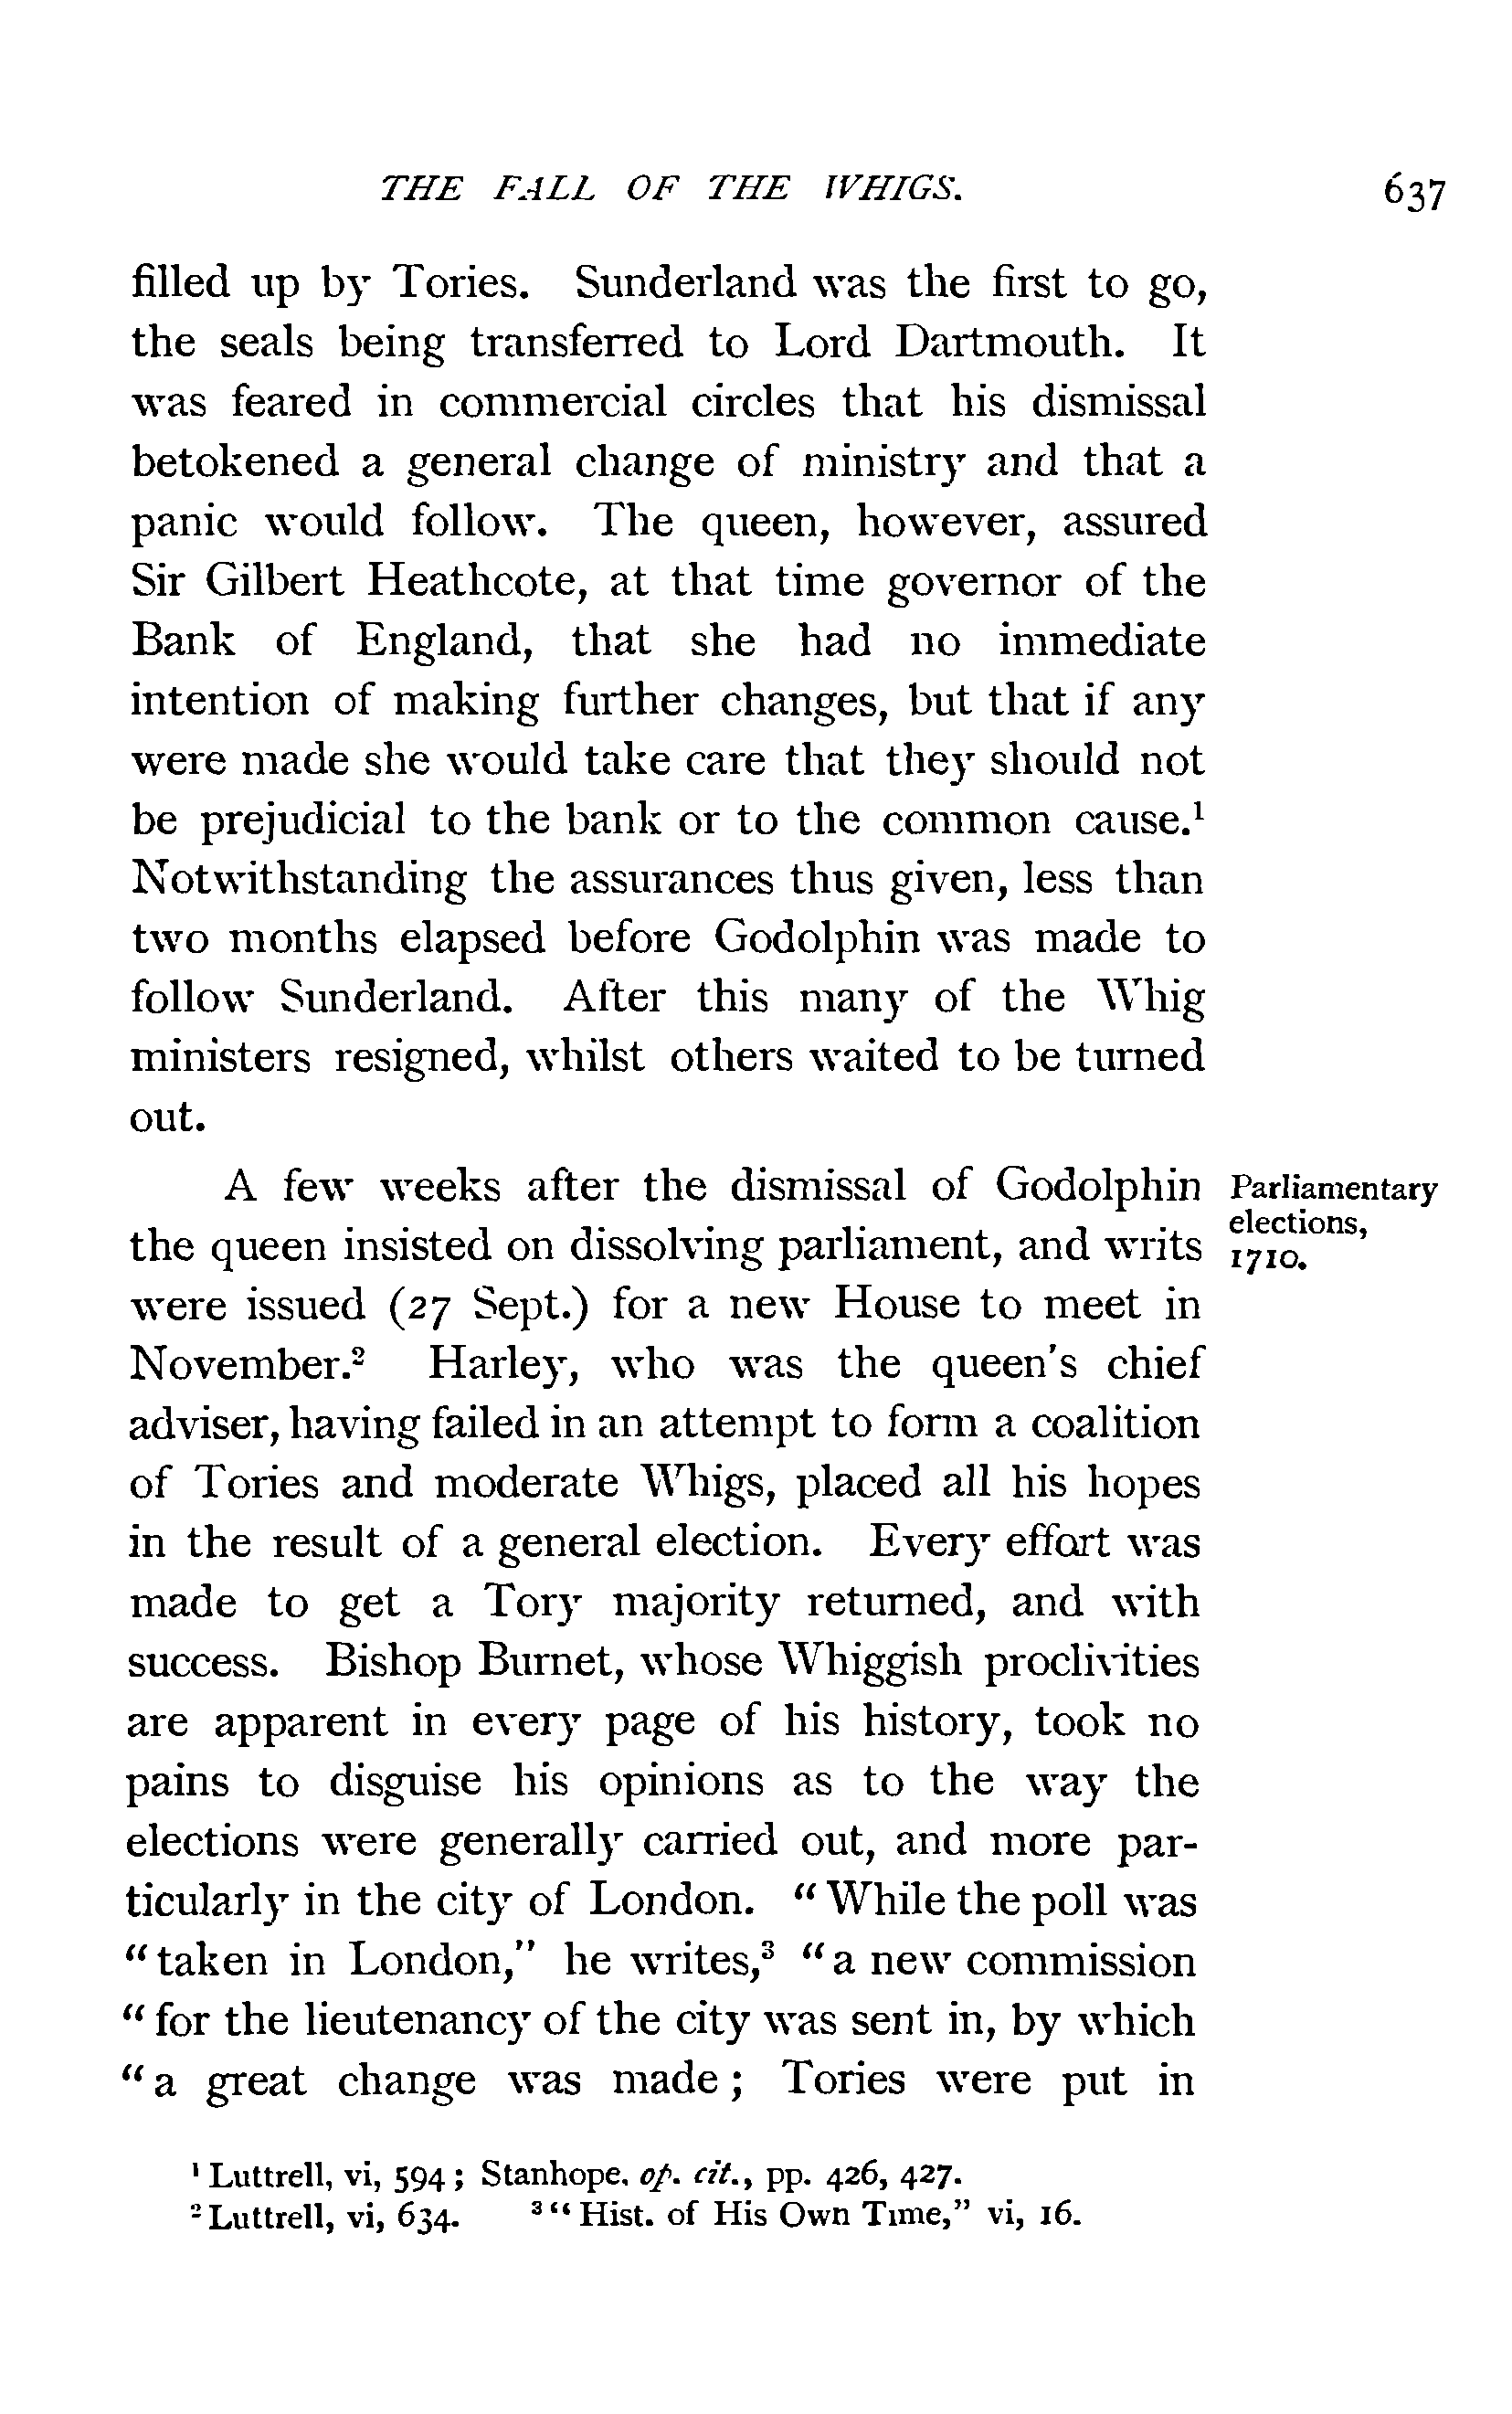 THE FALL OF THE WHIGS. 637
filled up by Tories. Sunderland was the first to go,
the seals being transferred to Lord Dartmouth. It
was feared in commercial circles that his dismissal
betokened a general change of ministry and that a
panic would follow. The queen, however, assured
Sir Gilbert Heathcote, at that time governor of the
Bank of England, that she had no immediate
intention of making further changes, but that if any
were made she would take care that they should not
be prejudicial to the bank or to the common cause.¹
Notwithstanding the assurances thus given, less than
two months elapsed before Godolphin was made to
follow Sunderland. After this many of the Whig
ministers resigned, whilst others waited to be turned
out.
A few weeks after the dismissal of Godolphin
the queen insisted on dissolving parliament, and writs
were issued (27 Sept.) for a new House to meet in
November.² Harley, who was the queen's chief
adviser, having failed in an attempt to form a coalition
of Tories and moderate Whigs, placed all his hopes
in the result of a general election. Every effort was
made to get a Tory majority returned, and with
success. Bishop Burnet, whose Whiggish proclivities
are apparent in every page of his history, took no
pains to disguise his opinions as to the way the
elections were generally carried out, and more par-
ticularly in the city of London. “While the poll was
“taken in London,” he writes,³ “a new commission
“for the lieutenancy of the city was sent in, by which
“a great change was made; Tories were put in
Parliamentary
elections,
1710.
¹ Luttrell, vi, 594; Stanhope, op. cit., pp. 426, 427.
² Luttrell, vi, 634. ³ “Hist. of His Own Time,” vi, 16.